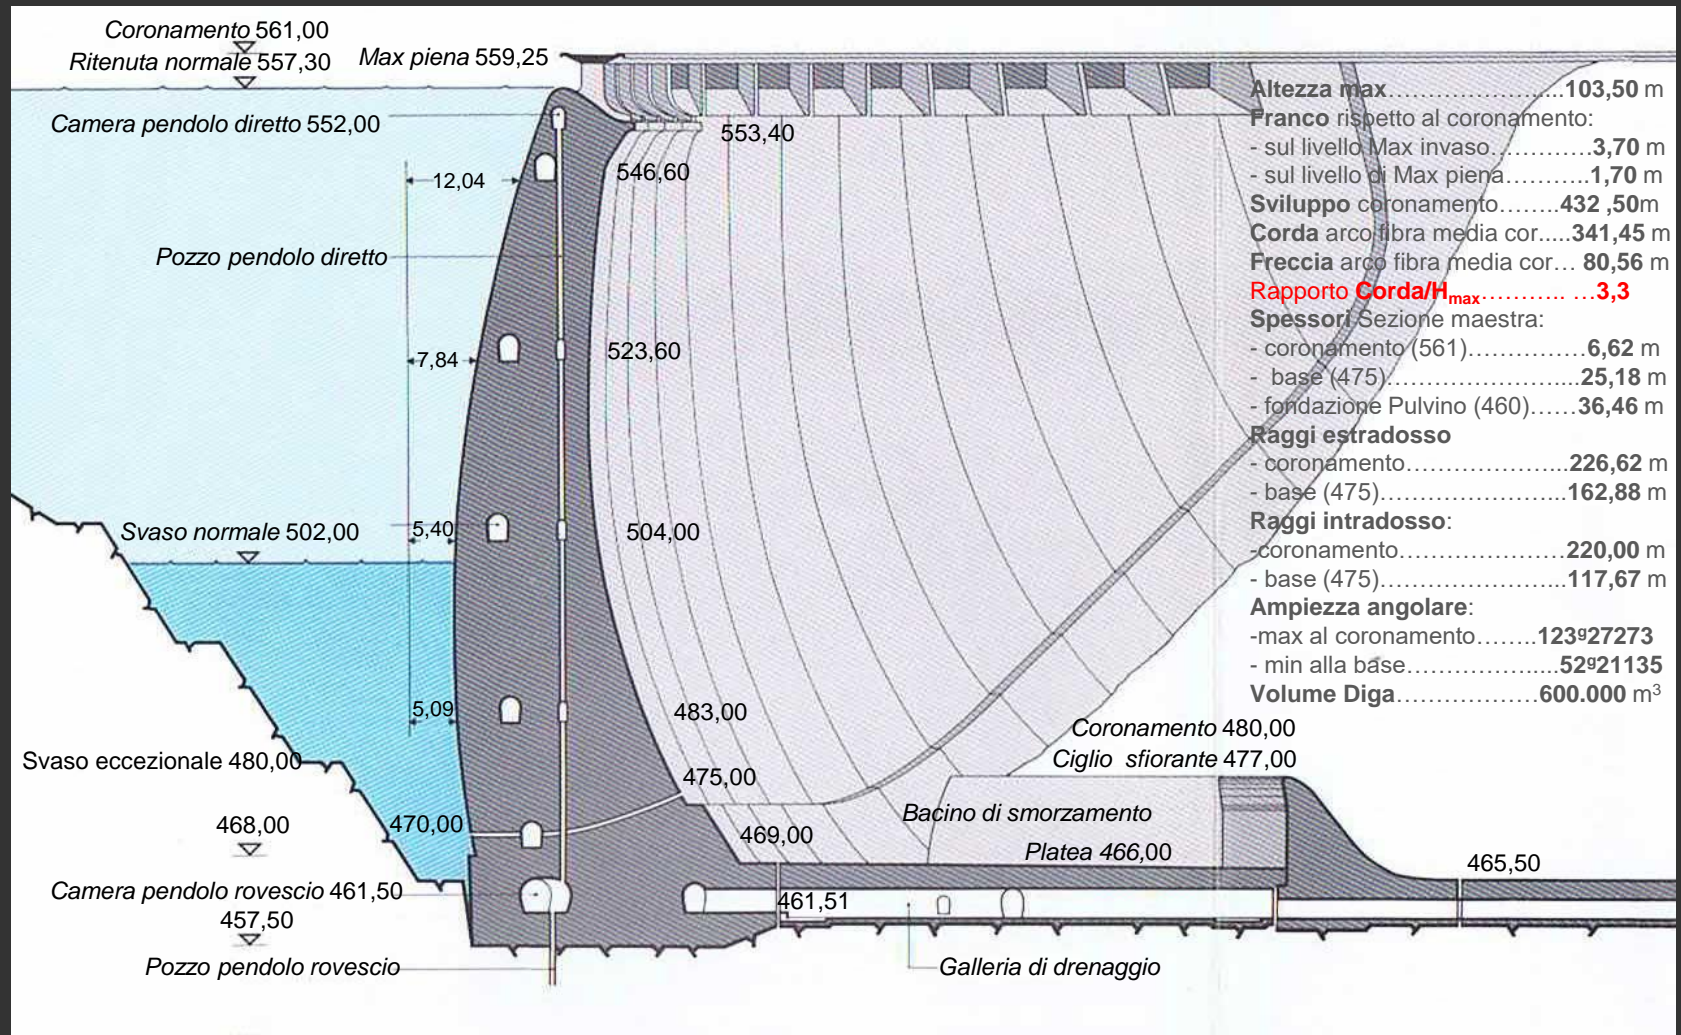 Coronamento 561,00
Ritenuta normale 557,30
Max piena 559,25
Camera pendolo diretto 552,00
553,40
546,60
12,04
Pozzo pendolo diretto
523,60
7,84
Svaso normale 502,00
5,40
504,00
5,09
483,00
Svaso eccezionale 480,00
475,00
468,00
470,00
469,00
Camera pendolo rovescio 461,50
461,51
457,50
Pozzo pendolo rovescio
Galleria di drenaggio
Coronamento 480,00
Ciglio sfiorante 477,00
Bacino di smorzamento
Platea 466,00
465,50
Altezza max........................103,50 m
Franco rispetto al coronamento:
- sul livello Max invaso.............3,70 m
- sul livello di Max piena...........1,70 m
Sviluppo coronamento........432 ,50m
Corda arco fibra media cor.....341,45 m
Freccia arco fibra media cor... 80,56 m
Rapporto Corda/Hmax........... ...3,3
Spessori Sezione maestra:
- coronamento (561)...............6,62 m
- base (475)........................25,18 m
- fondazione Pulvino (460)......36,46 m
Raggi estradosso
- coronamento.....................226,62 m
- base (475)........................162,88 m
Raggi intradosso:
-coronamento......................220,00 m
- base (475)........................117,67 m
Ampiezza angolare:
-max al coronamento........123ᵍ27273
- min alla base....................52ᵍ21135
Volume Diga..................600.000 m³